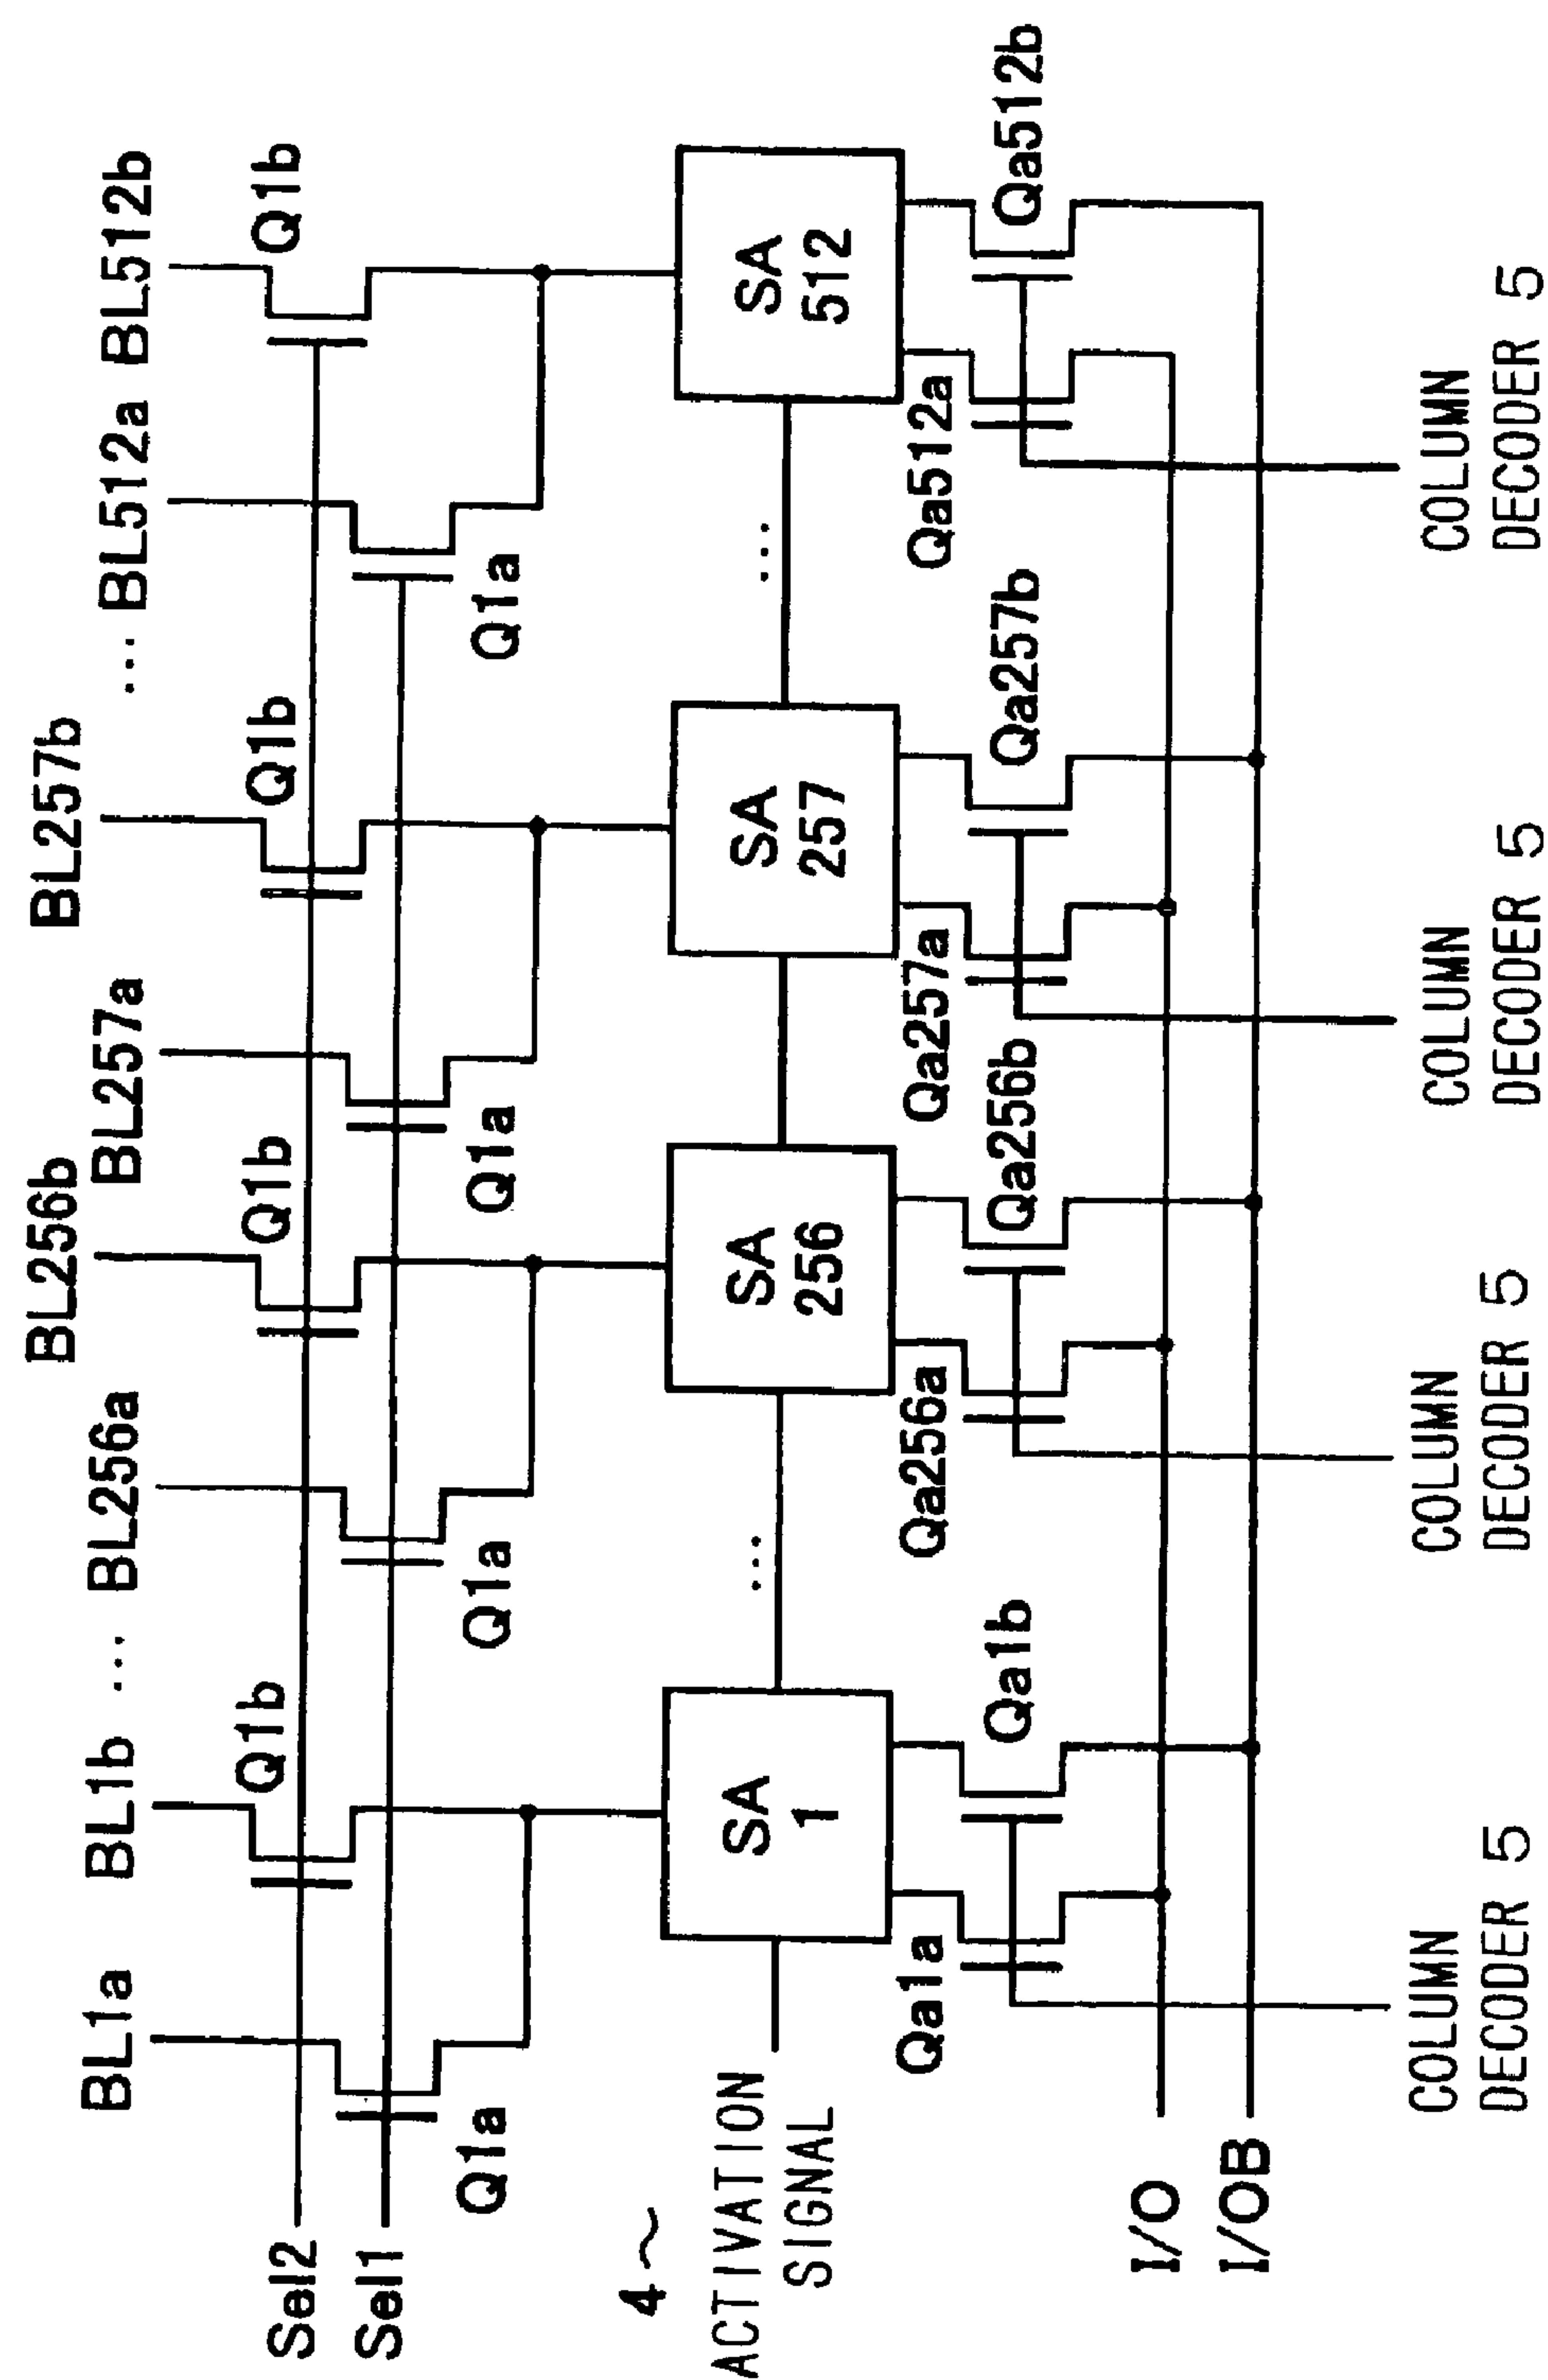 BL1a BL1b ... BL256a BL256b BL257a BL257b ... BL512a BL512b
Q1b Q1b Q1b Q1b
Sel2
Sel1
Q1a Q1a Q1a Q1a
4
ACTIVATION
SIGNAL
SA
1
...
SA
256
SA
257
...
SA
512
Qa1a Qa1b Qa256a Qa256b Qa257a Qa257b Qa512a Qa512b
I/O
I/OB
COLUMN
DECODER 5
COLUMN
DECODER 5
COLUMN
DECODER 5
COLUMN
DECODER 5